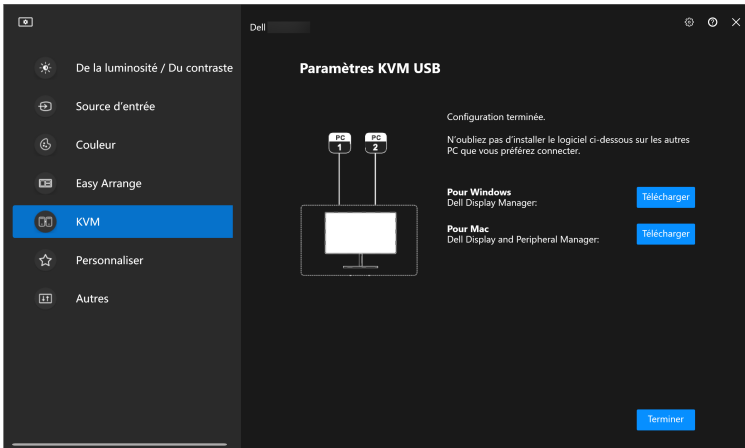 Dell
De la luminosité / Du contraste
Source d'entrée
Couleur
Easy Arrange
KVM
Personnaliser
Autres
Paramètres KVM USB
PC
1
PC
2
Configuration terminée.
N'oubliez pas d'installer le logiciel ci-dessous sur les autres
PC que vous préférez connecter.
Pour Windows
Dell Display Manager:
Télécharger
Pour Mac
Dell Display and Peripheral Manager:
Télécharger
Terminer